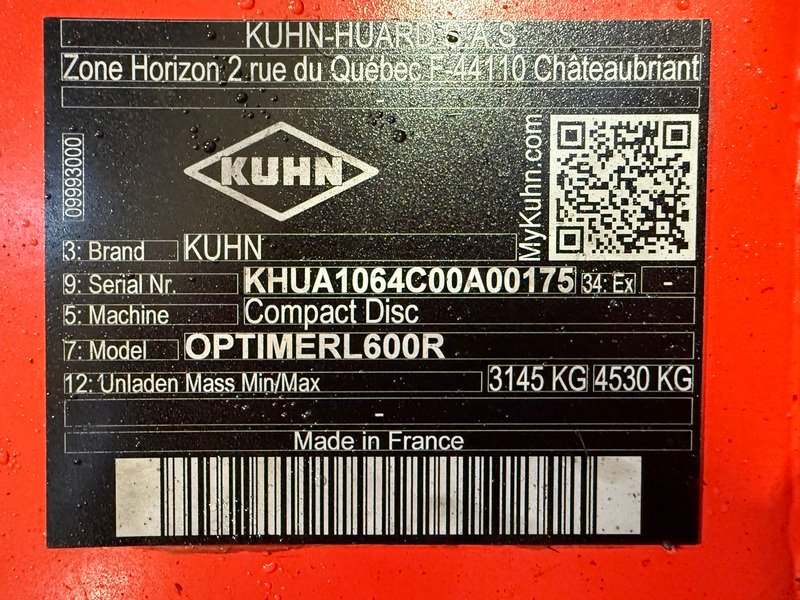 KUHN-HUARD S.A.S
Zone Horizon 2 rue du Québec F-44110 Châteaubriant
-
09993000
KUHN
MyKuhn.com
3: Brand KUHN
9: Serial Nr. KHUA1064C00A00175 34: Ex -
5: Machine Compact Disc
7: Model OPTIMERL600R
12: Unladen Mass Min/Max 3145 KG 4530 KG
-
Made in France